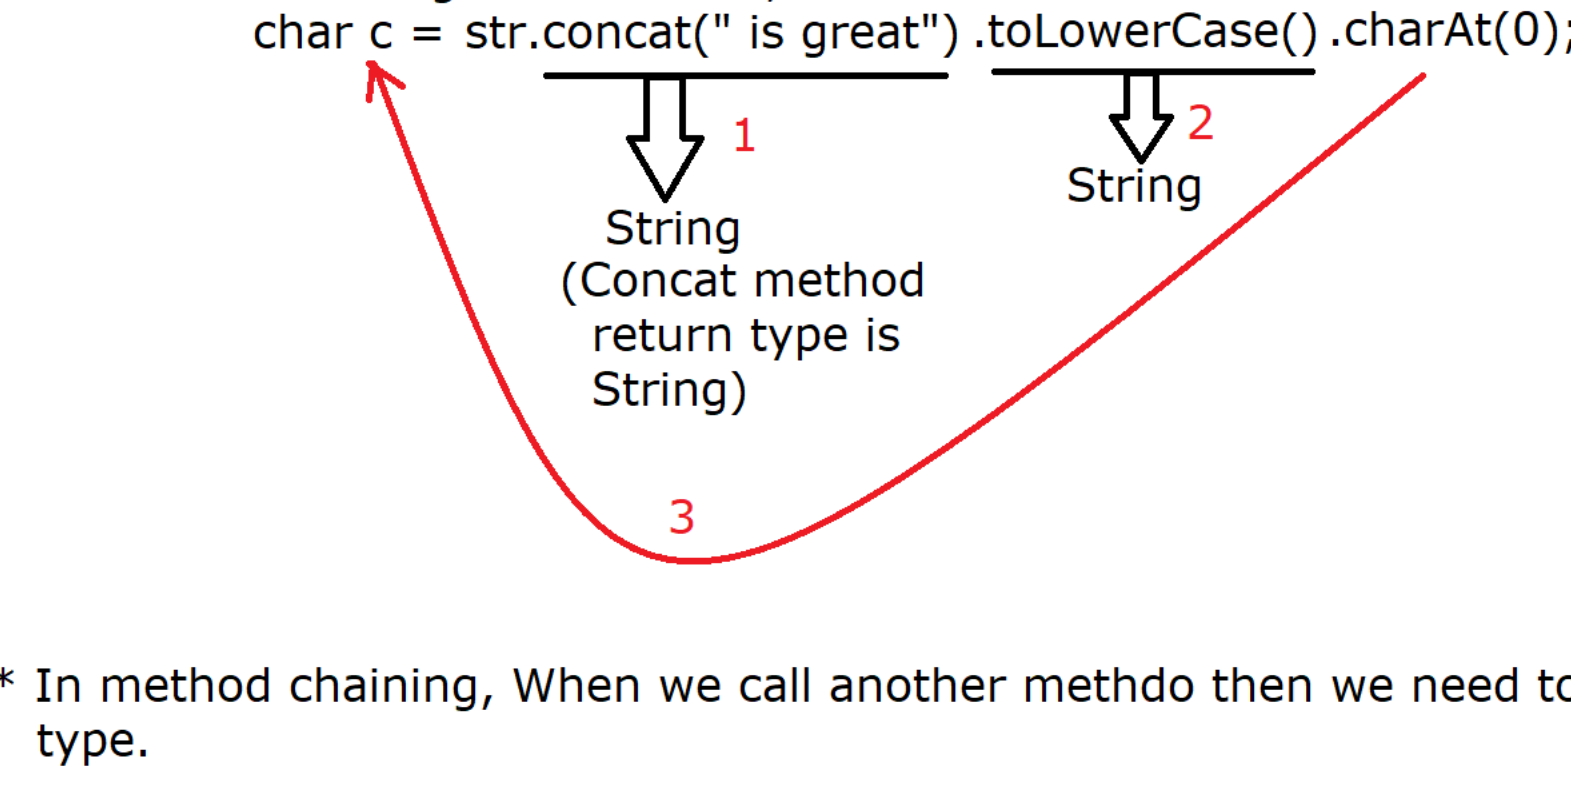 char c = str.concat(" is great") .toLowerCase() .charAt(0);
1
2
String
String
(Concat method
return type is
String)
3
* In method chaining, When we call another methdo then we need to
type.